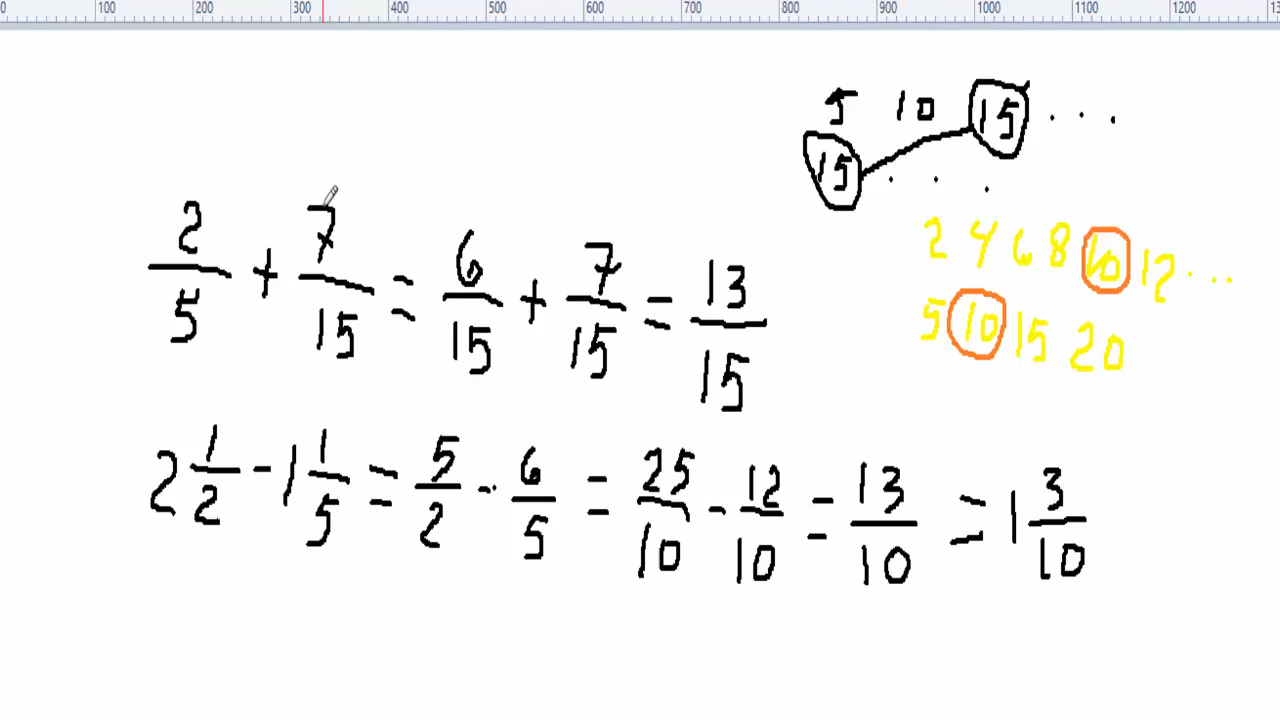 0 100 200 300 400 500 600 700 800 900 1000 1100 1200 13
5 10 15 . . .
15 . . .
2 4 6 8 10 12 . . .
5 10 15 20
2/5 + 7/15 = 6/15 + 7/15 = 13/15
2 1/2 - 1 1/5 = 5/2 - 6/5 = 25/10 - 12/10 = 13/10 = 1 3/10